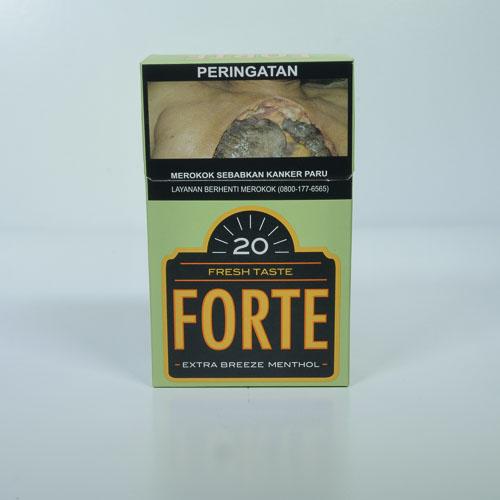 PERINGATAN
MEROKOK SEBABKAN KANKER PARU
LAYANAN BERHENTI MEROKOK (0800-177-6565)
20
FRESH TASTE
FORTE
- EXTRA BREEZE MENTHOL -